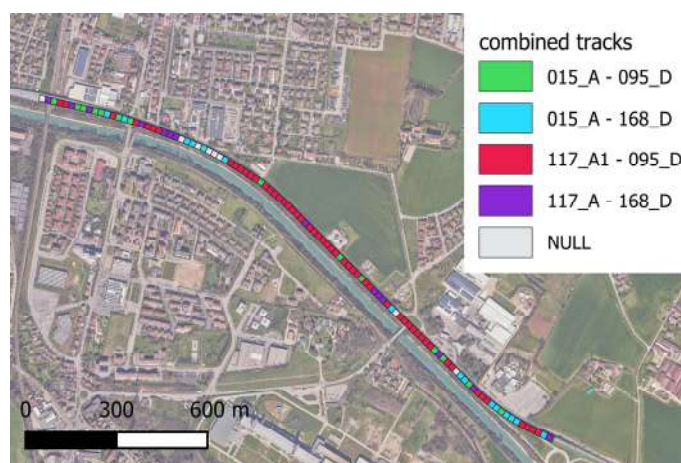 combined tracks
015_A - 095_D
015_A - 168_D
117_A1 - 095_D
117_A - 168_D
NULL
0 300 600 m